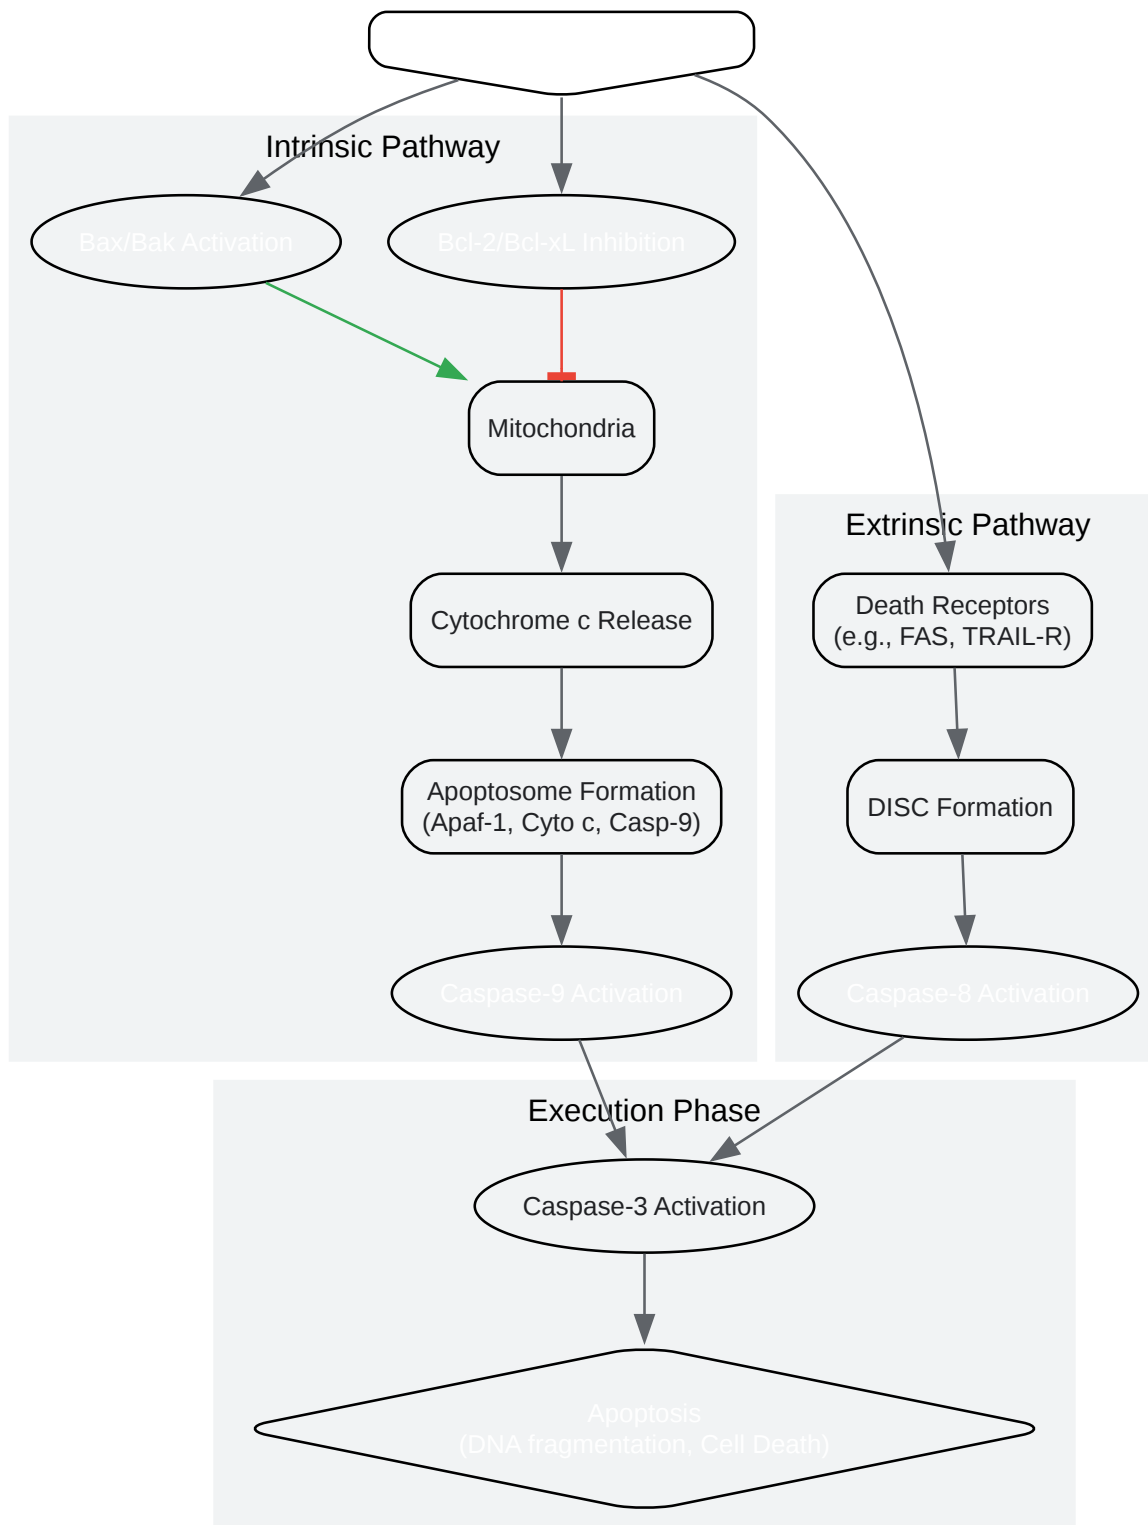 Intrinsic Pathway
Bax/Bak Activation
Bcl-2/Bcl-xL Inhibition
Mitochondria
Cytochrome c Release
Apoptosome Formation
(Apaf-1, Cyto c, Casp-9)
Caspase-9 Activation
Extrinsic Pathway
Death Receptors
(e.g., FAS, TRAIL-R)
DISC Formation
Caspase-8 Activation
Execution Phase
Caspase-3 Activation
Apoptosis
(DNA fragmentation, Cell Death)